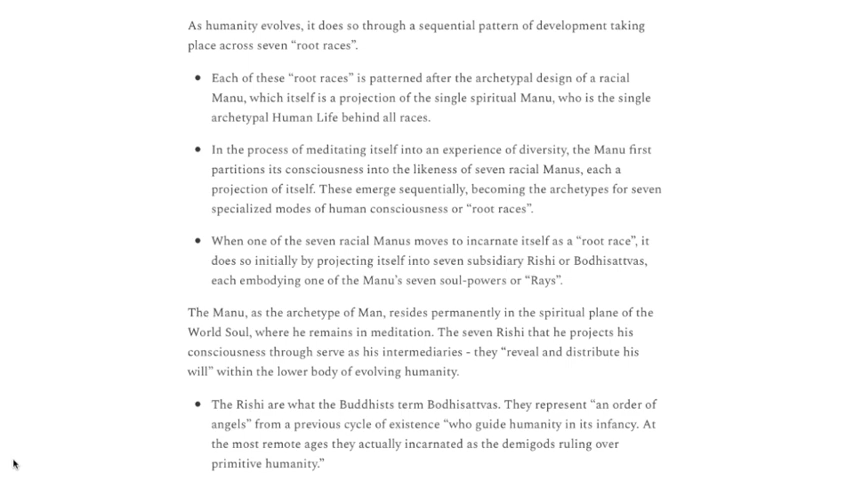 As humanity evolves, it does so through a sequential pattern of development taking
place across seven “root races”.
• Each of these “root races” is patterned after the archetypal design of a racial
Manu, which itself is a projection of the single spiritual Manu, who is the single
archetypal Human Life behind all races.
• In the process of meditating itself into an experience of diversity, the Manu first
partitions its consciousness into the likeness of seven racial Manus, each a
projection of itself. These emerge sequentially, becoming the archetypes for seven
specialized modes of human consciousness or “root races”.
• When one of the seven racial Manus moves to incarnate itself as a “root race”, it
does so initially by projecting itself into seven subsidiary Rishi or Bodhisattvas,
each embodying one of the Manu’s seven soul-powers or “Rays”.
The Manu, as the archetype of Man, resides permanently in the spiritual plane of the
World Soul, where he remains in meditation. The seven Rishi that he projects his
consciousness through serve as his intermediaries - they “reveal and distribute his
will” within the lower body of evolving humanity.
• The Rishi are what the Buddhists term Bodhisattvas. They represent “an order of
angels” from a previous cycle of existence “who guide humanity in its infancy. At
the most remote ages they actually incarnated as the demigods ruling over
primitive humanity.”